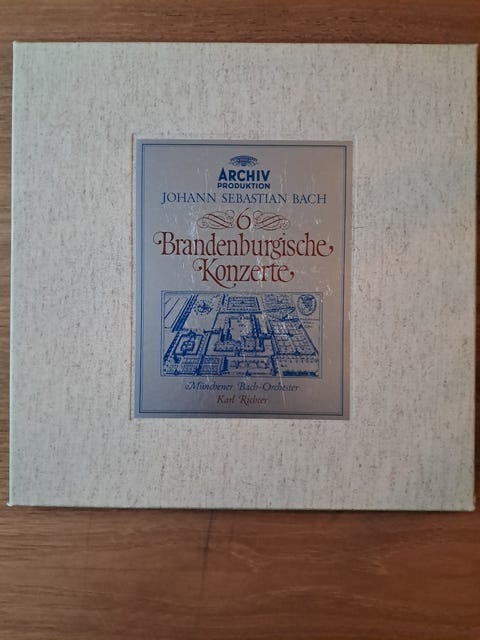 ARCHIV
PRODUKTION
JOHANN SEBASTIAN BACH
6
Brandenburgische
Konzerte
Münchener Bach-Orchester
Karl Richter